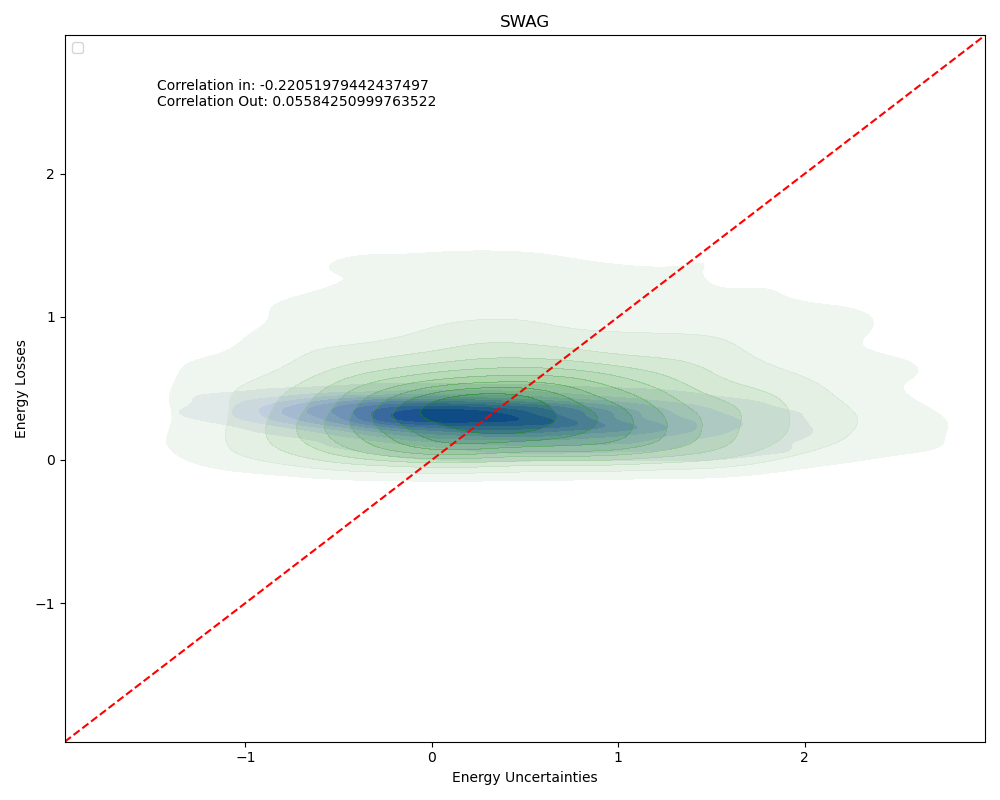 SWAG
Correlation in: -0.22051979442437497
Correlation Out: 0.05584250999763522
2
1
0
−1
Energy Losses
−1 0 1 2
Energy Uncertainties